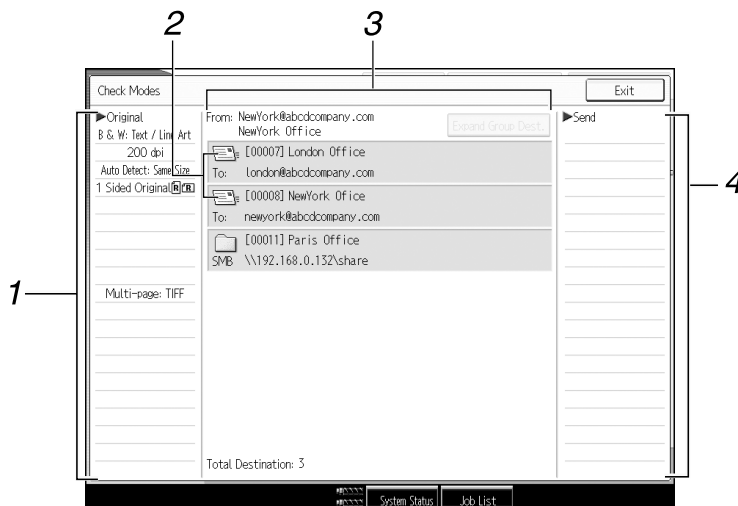 2
3
Check Modes
Exit
1
▶Original
B & W: Text / Line Art
200 dpi
Auto Detect: Same Size
1 Sided Original R R
Multi-page: TIFF
From: NewYork@abcdcompany.com
NewYork Office
Expand Group Dest.
[00007] London Office
To: london@abcdcompany.com
[00008] NewYork Ofice
To: newyork@abcdcompany.com
[00011] Paris Office
SMB \\192.168.0.132\share
Total Destination: 3
▶Send
4
System Status
Job List